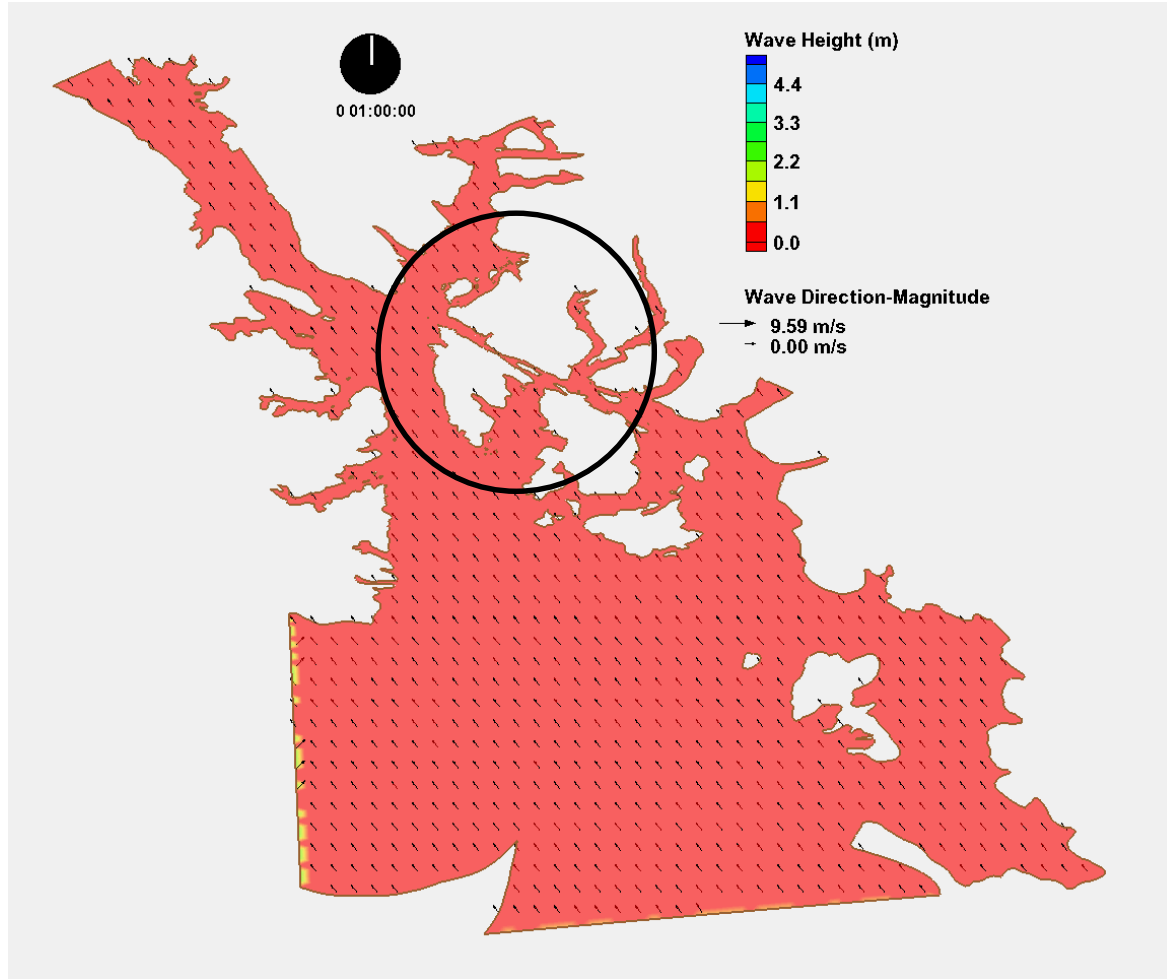 Wave Height (m)
4.4
3.3
2.2
1.1
0.0
0 01:00:00
Wave Direction-Magnitude
9.59 m/s
0.00 m/s